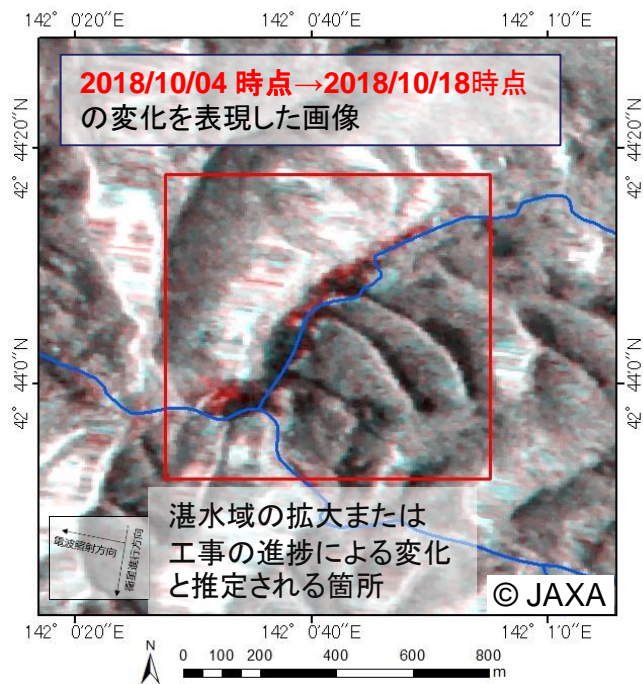 142° 0'20"E 142° 0'40"E 142° 1'0"E
2018/10/04 時点→2018/10/18時点
の変化を表現した画像
42° 44'20"N 42° 44'20"N
42° 44'0"N 42° 44'0"N
湛水域の拡大または
工事の進捗による変化
と推定される箇所
電波照射方向
衛星進行方向
© JAXA
142° 0'20"E 142° 0'40"E 142° 1'0"E
N
0 100 200 400 600 800
m